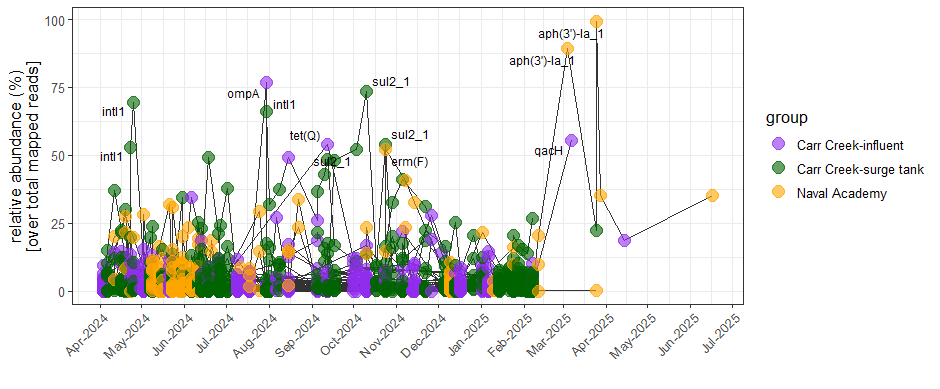 relative abundance (%)
[over total mapped reads]
100
75
50
25
0
aph(3')-Ia_1
aph(3')-Ia_1
ompA
sul2_1
intI1
intI1
tet(Q)
sul2_1
qacH
intI1
sul2_1
erm(F)
Apr-2024
May-2024
Jun-2024
Jul-2024
Aug-2024
Sep-2024
Oct-2024
Nov-2024
Dec-2024
Jan-2025
Feb-2025
Mar-2025
Apr-2025
May-2025
Jun-2025
Jul-2025
group
Carr Creek-influent
Carr Creek-surge tank
Naval Academy